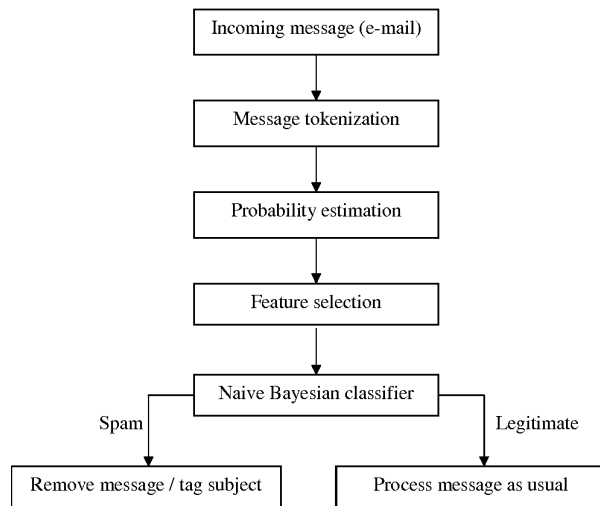 Incoming message (e-mail)
Message tokenization
Probability estimation
Feature selection
Naive Bayesian classifier
Spam
Legitimate
Remove message / tag subject
Process message as usual